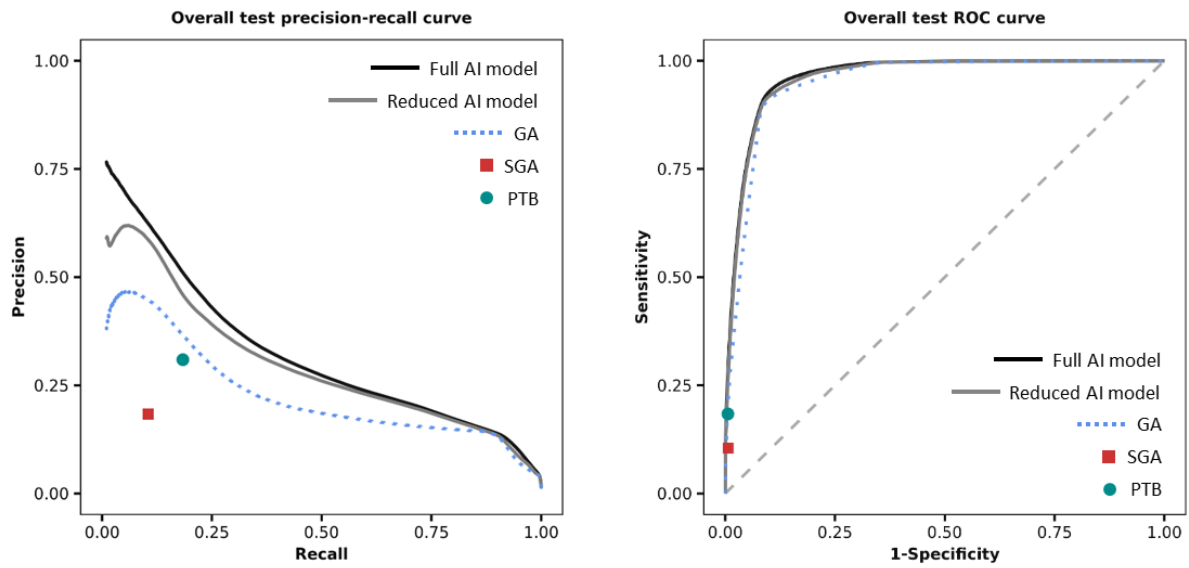 Overall test precision-recall curve
1.00
0.75
0.50
0.25
0.00
Precision
Full AI model
Reduced AI model
GA
SGA
PTB
0.00
0.25
0.50
0.75
1.00
Recall
Overall test ROC curve
1.00
0.75
0.50
0.25
0.00
Sensitivity
Full AI model
Reduced AI model
GA
SGA
PTB
0.00
0.25
0.50
0.75
1.00
1-Specificity